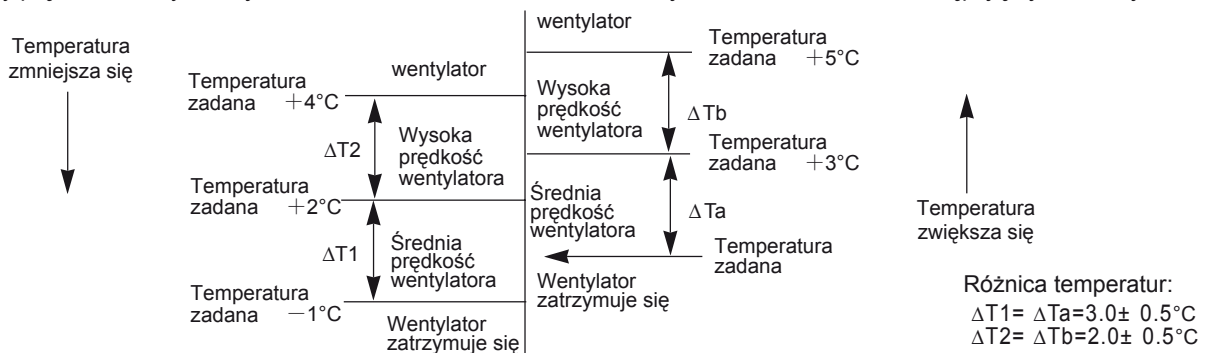 Temperatura
zmniejsza się
Temperatura
zadana +4°C
wentylator
ΔT2
Wysoka
prędkość
wentylatora
Temperatura
zadana +2°C
ΔT1
Średnia
prędkość
wentylatora
Temperatura
zadana −1°C
Wentylator
zatrzymuje się
wentylator
Temperatura
zadana +5°C
Wysoka
prędkość
wentylatora
ΔTb
Temperatura
zadana +3°C
Średnia
prędkość
wentylatora
ΔTa
Temperatura
zadana
Wentylator
zatrzymuje się
Temperatura
zwiększa się
Różnica temperatur:
ΔT1= ΔTa=3.0± 0.5°C
ΔT2= ΔTb=2.0± 0.5°C